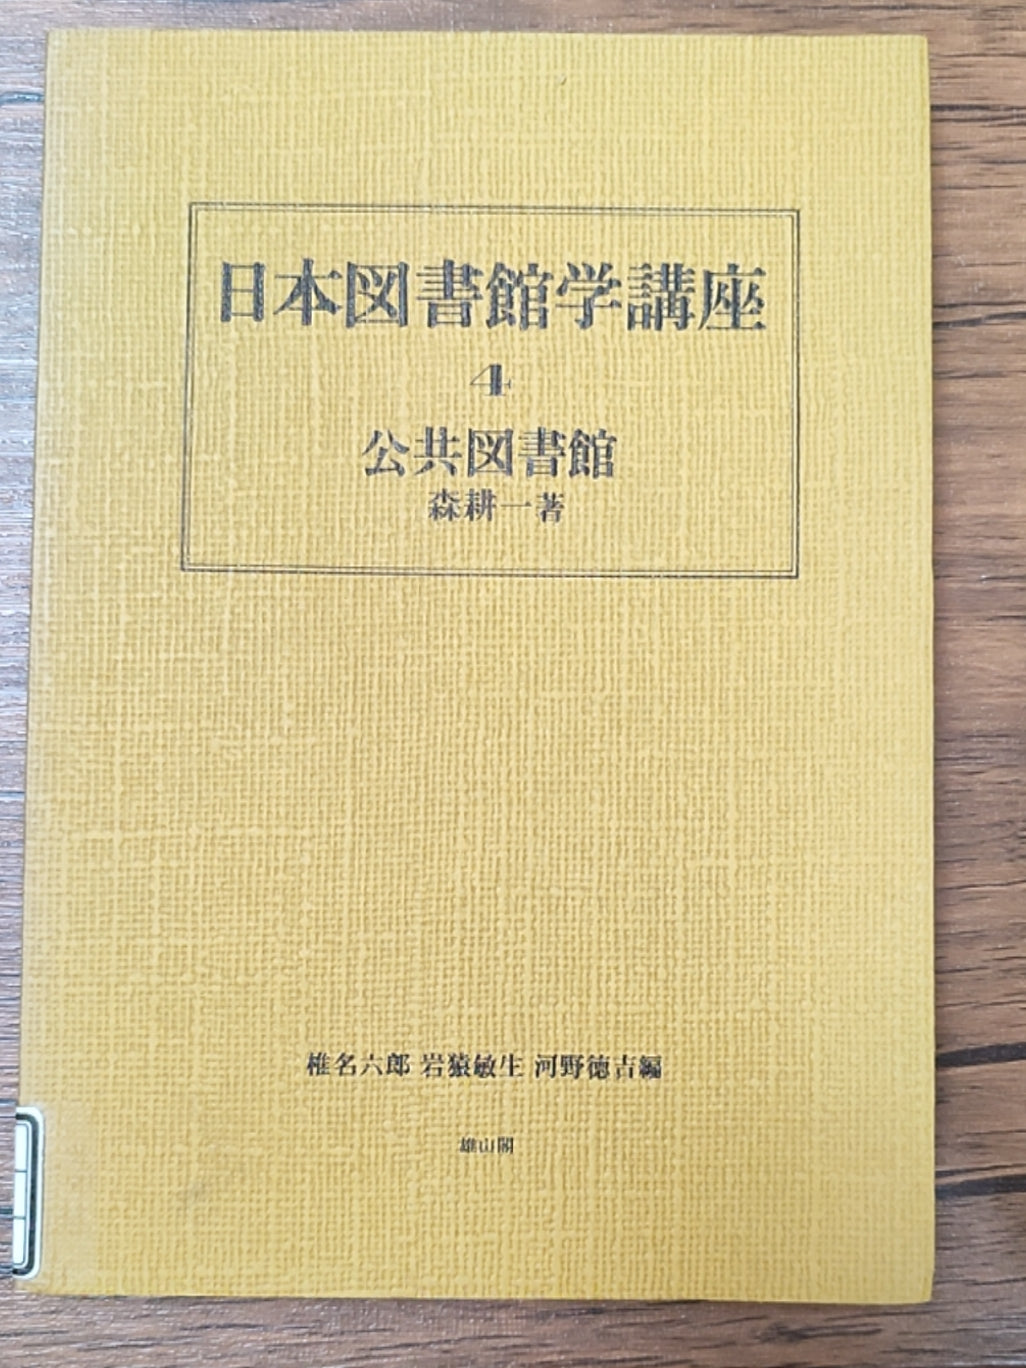 日本図書館学講座
4
公共図書館
森耕一著
椎名六郎 岩猿敏生 河野徳吉編
雄山閣